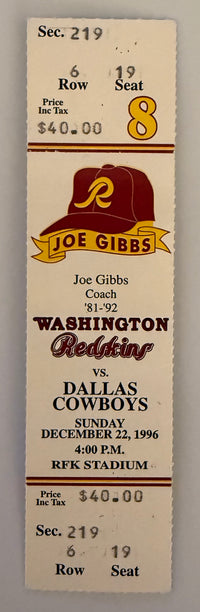 Sec. 219
6 19
Row Seat
Price
Inc Tax
$40.00
8
R
JOE GIBBS
Joe Gibbs
Coach
'81-'92
WASHINGTON
Redskins
VS.
DALLAS
COWBOYS
SUNDAY
DECEMBER 22, 1996
4:00 P.M.
RFK STADIUM
Price
Inc Tax
$40.00
Sec. 219
6 19
Row Seat